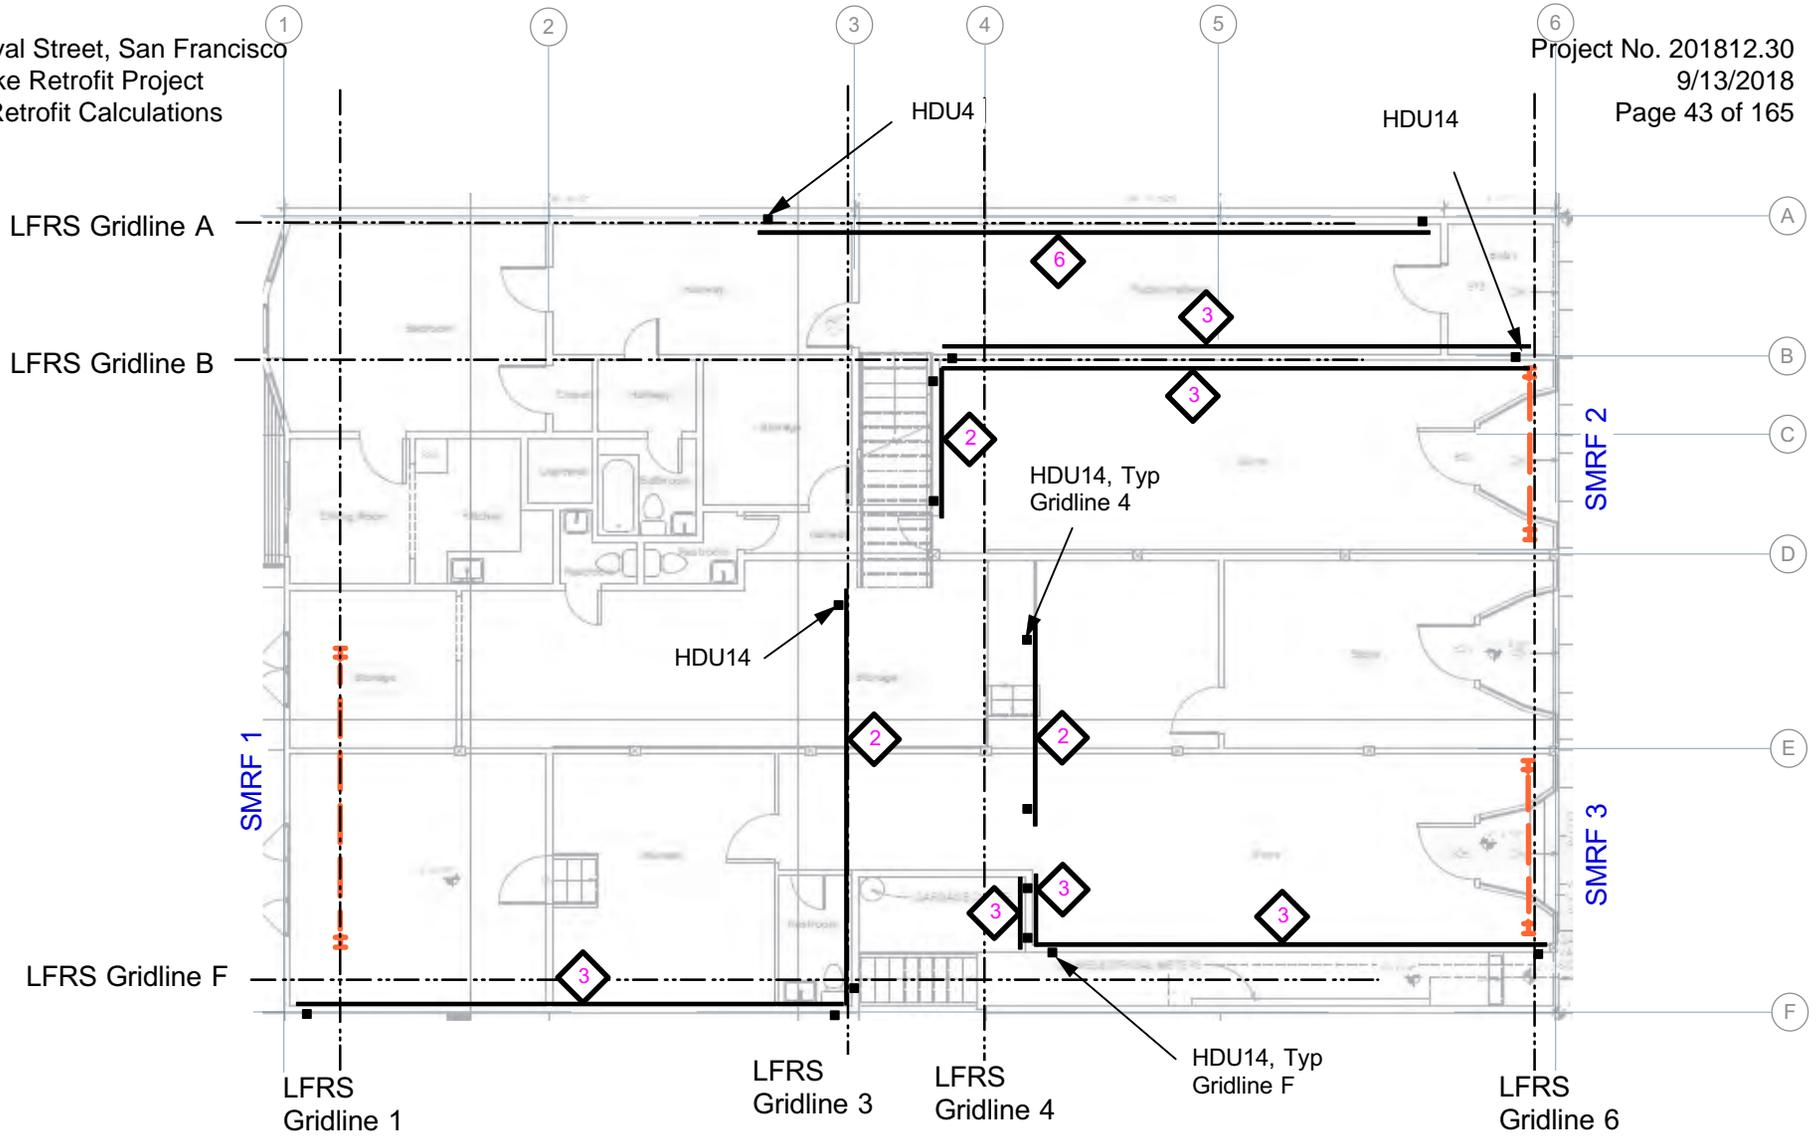 1
2
3
4
5
6
val Street, San Francisco
ke Retrofit Project
Retrofit Calculations
Project No. 201812.30
9/13/2018
Page 43 of 165
HDU4
HDU14
LFRS Gridline A
A
6
3
LFRS Gridline B
B
3
C
2
SMRF 2
HDU14, Typ
Gridline 4
D
HDU14
Storage
Storage
2
2
E
SMRF 1
SMRF 3
3
3
3
LFRS Gridline F
3
F
HDU14, Typ
Gridline F
LFRS
Gridline 1
LFRS
Gridline 3
LFRS
Gridline 4
LFRS
Gridline 6